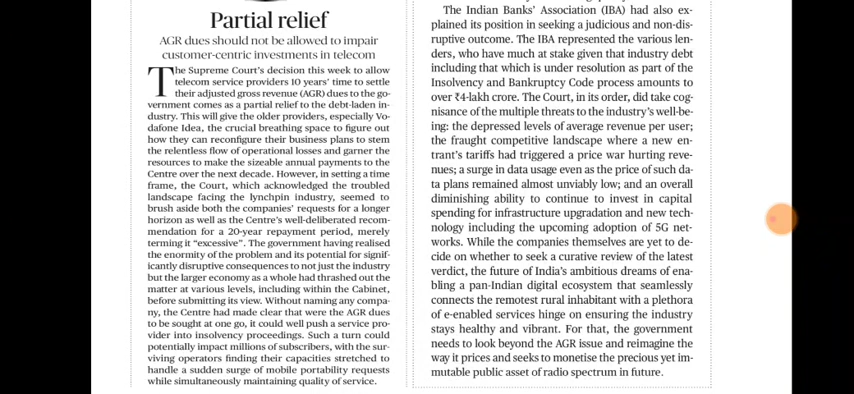 Partial relief
AGR dues should not be allowed to impair
customer-centric investments in telecom
The Supreme Court's decision this week to allow
telecom service providers 10 years' time to settle
their adjusted gross revenue (AGR) dues to the go-
vernment comes as a partial relief to the debt-laden in-
dustry. This will give the older providers, especially Vo-
dafone Idea, the crucial breathing space to figure out
how they can reconfigure their business plans to stem
the relentless flow of operational losses and garner the
resources to make the sizeable annual payments to the
Centre over the next decade. However, in setting a time
frame, the Court, which acknowledged the troubled
landscape facing the lynchpin industry, seemed to
brush aside both the companies' requests for a longer
horizon as well as the Centre's well-deliberated recom-
mendation for a 20-year repayment period, merely
terming it “excessive”. The government having realised
the enormity of the problem and its potential for signif-
icantly disruptive consequences to not just the industry
but the larger economy as a whole had thrashed out the
matter at various levels, including within the Cabinet,
before submitting its view. Without naming any compa-
ny, the Centre had made clear that were the AGR dues
to be sought at one go, it could well push a service pro-
vider into insolvency proceedings. Such a turn could
potentially impact millions of subscribers, with the sur-
viving operators finding their capacities stretched to
handle a sudden surge of mobile portability requests
while simultaneously maintaining quality of service.
The Indian Banks' Association (IBA) had also ex-
plained its position in seeking a judicious and non-dis-
ruptive outcome. The IBA represented the various len-
ders, who have much at stake given that industry debt
including that which is under resolution as part of the
Insolvency and Bankruptcy Code process amounts to
over ₹4-lakh crore. The Court, in its order, did take cog-
nisance of the multiple threats to the industry's well-be-
ing: the depressed levels of average revenue per user;
the fraught competitive landscape where a new en-
trant's tariffs had triggered a price war hurting reve-
nues; a surge in data usage even as the price of such da-
ta plans remained almost unviably low; and an overall
diminishing ability to continue to invest in capital
spending for infrastructure upgradation and new tech-
nology including the upcoming adoption of 5G net-
works. While the companies themselves are yet to de-
cide on whether to seek a curative review of the latest
verdict, the future of India's ambitious dreams of ena-
bling a pan-Indian digital ecosystem that seamlessly
connects the remotest rural inhabitant with a plethora
of e-enabled services hinge on ensuring the industry
stays healthy and vibrant. For that, the government
needs to look beyond the AGR issue and reimagine the
way it prices and seeks to monetise the precious yet im-
mutable public asset of radio spectrum in future.